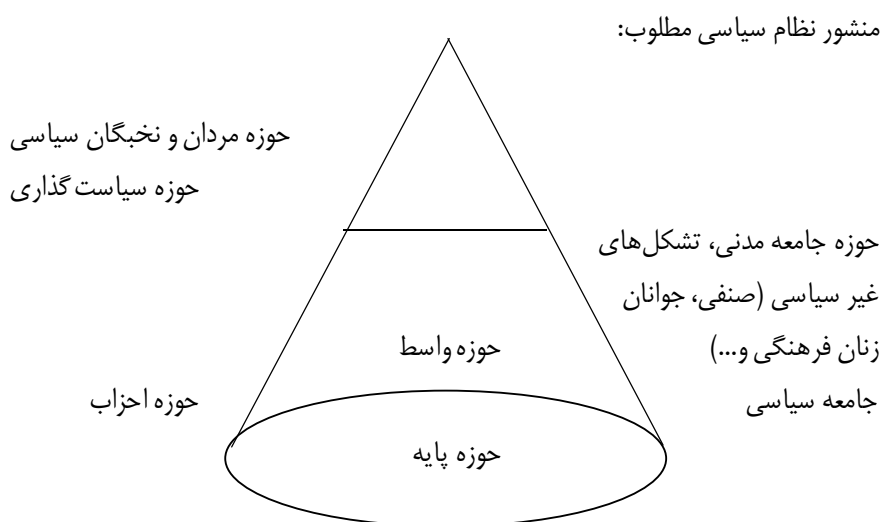 منشور نظام سیاسی مطلوب:
حوزه مردان و نخبگان سیاسی
حوزه سیاست گذاری
حوزه جامعه مدنی، تشکل‌های
غیر سیاسی (صنفی، جوانان
زنان فرهنگی و...)
حوزه واسط
جامعه سیاسی
حوزه احزاب
حوزه پایه